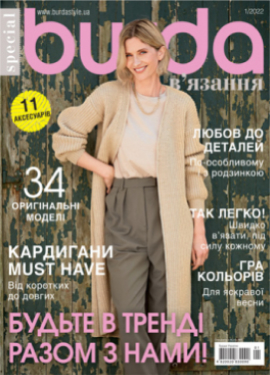 special
www.burdastyle.ua
1/2022
burda
в'язання
11
АКСЕСУАРІВ
ЛЮБОВ ДО
ДЕТАЛЕЙ
По-особливому
і з родзинкою
34
ОРИГІНАЛЬНІ
МОДЕЛІ
ТАК ЛЕГКО!
Швидко
в'язати, під
силу кожному
КАРДИГАНИ
MUST HAVE
Від коротких
до довгих
ГРА
КОЛЬОРІВ
Для яскравої
весни
БУДЬТЕ В ТРЕНДІ
РАЗОМ З НАМИ!